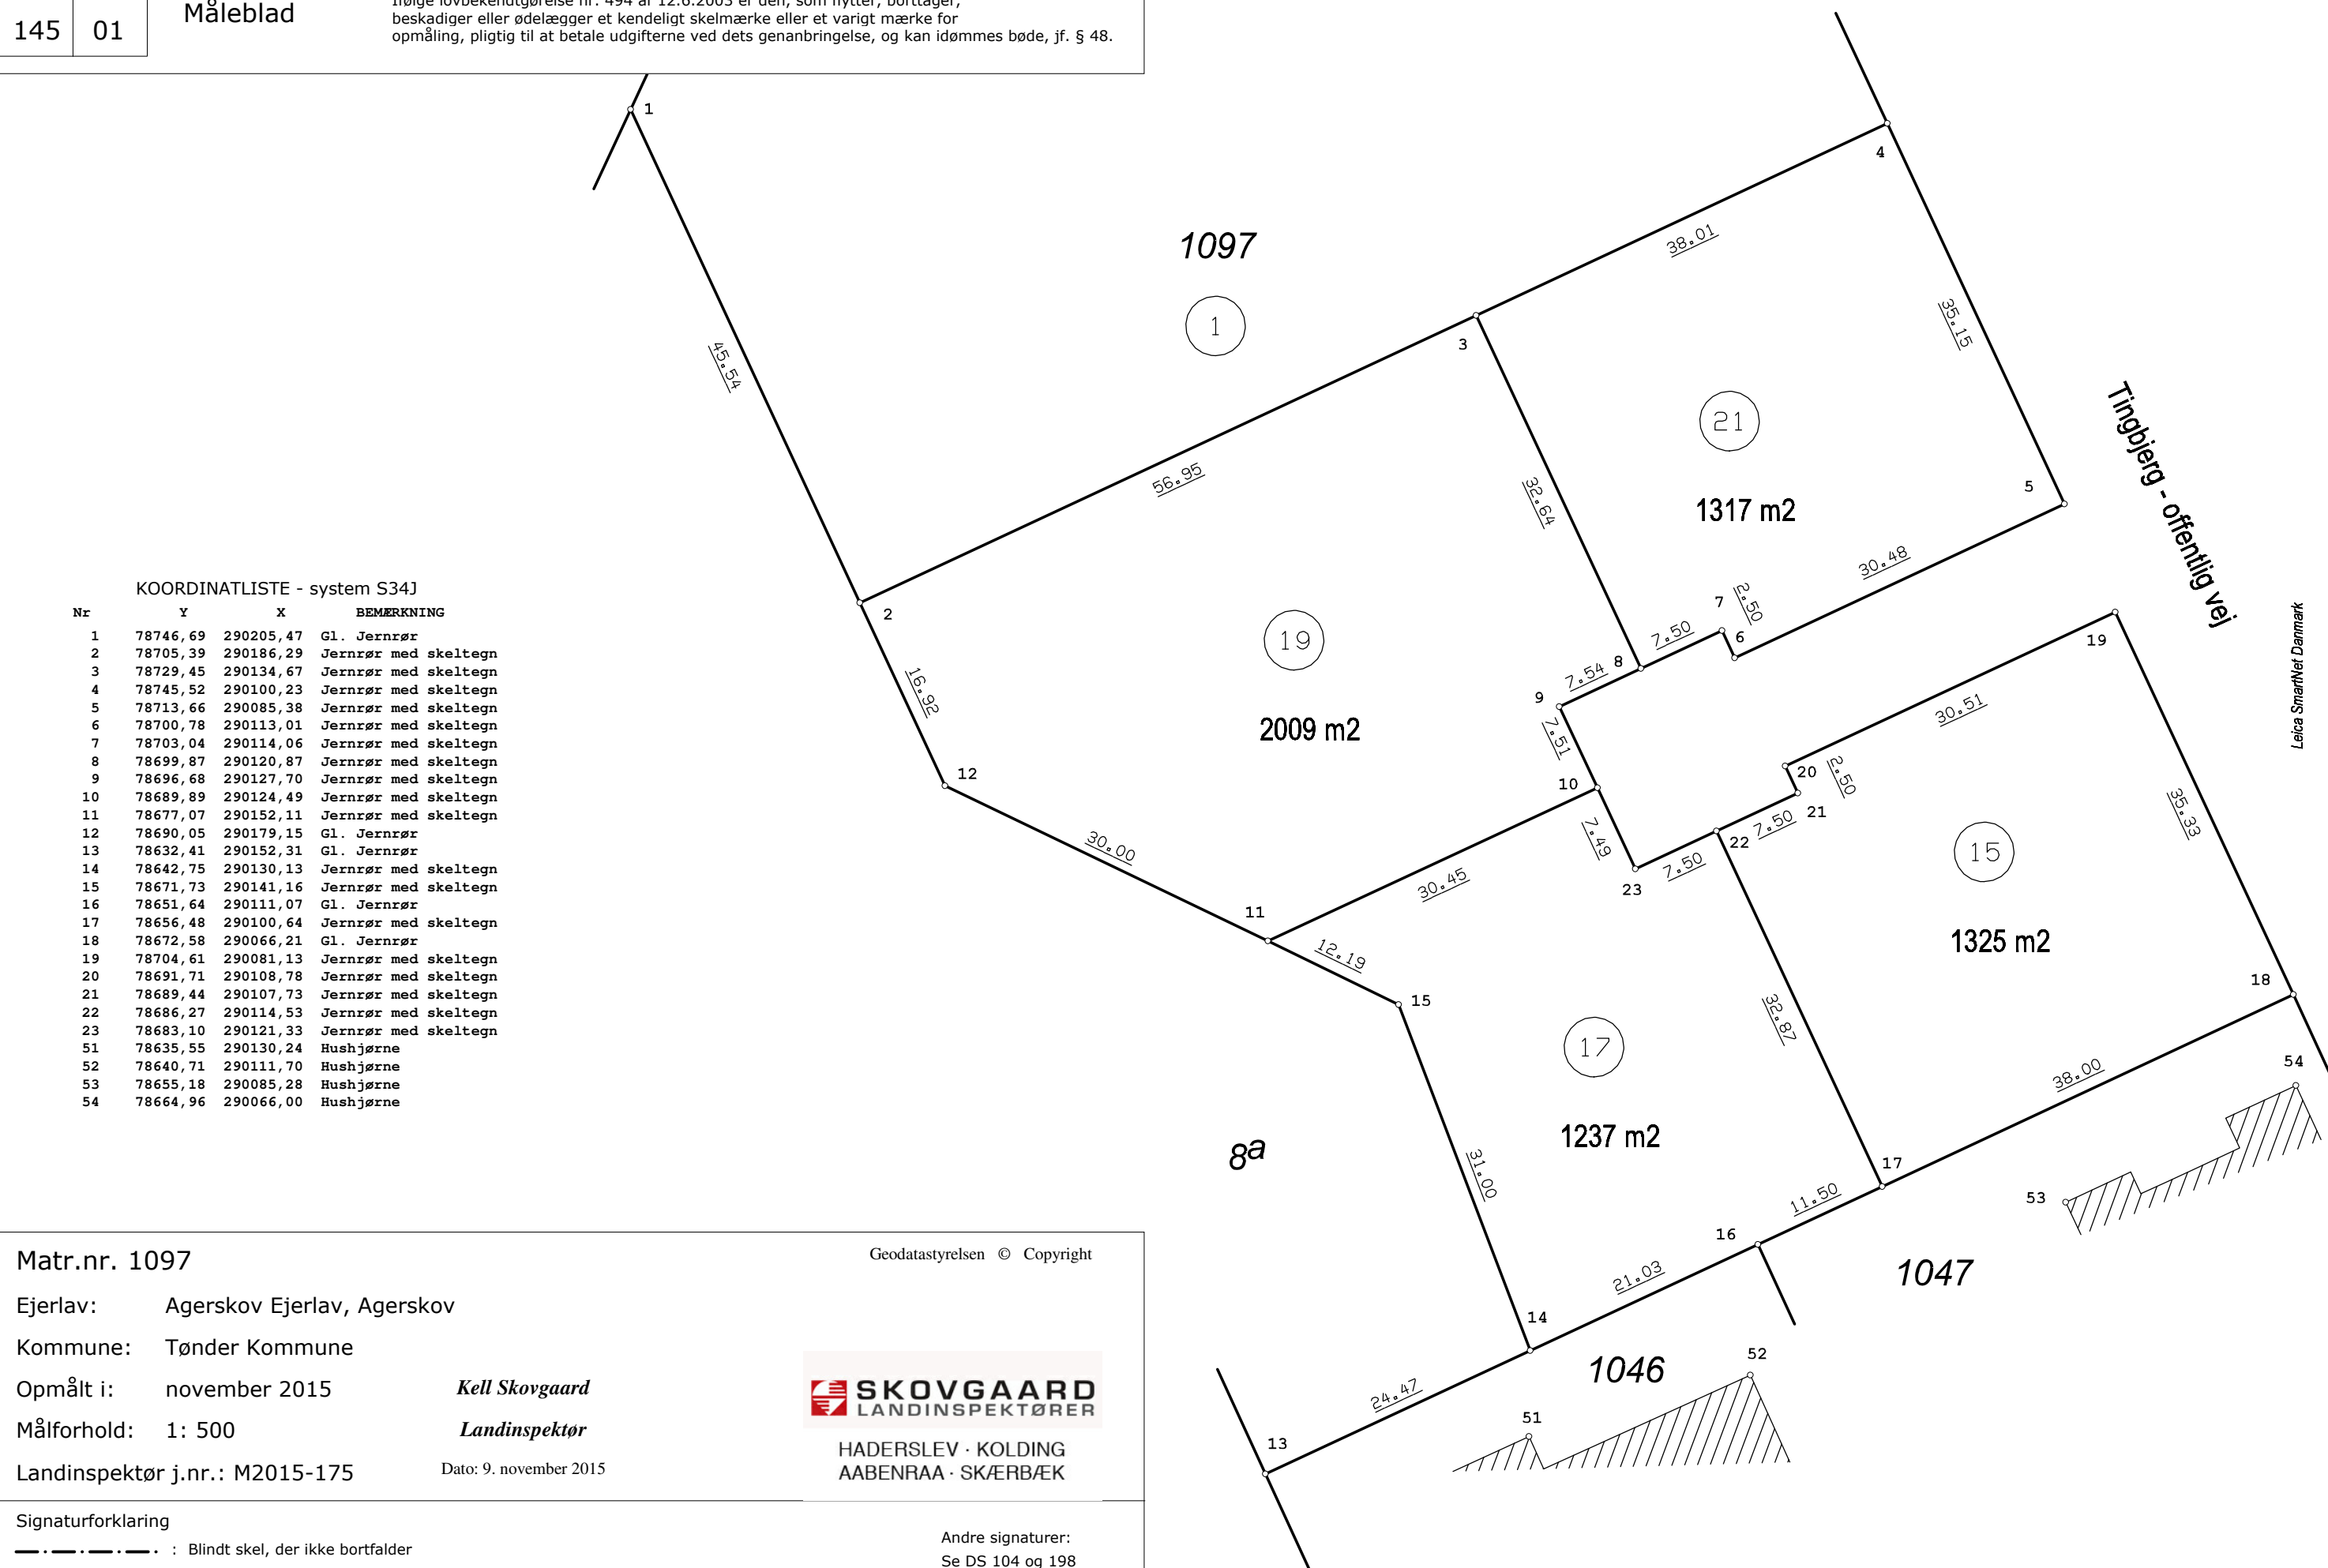 145 01 Måleblad
Ifølge lovbekendtgørelse nr. 494 af 12.6.2003 er den, som flytter, borttager,
beskadiger eller ødelægger et kendeligt skelmærke eller et varigt mærke for
opmåling, pligtig til at betale udgifterne ved dets genanbringelse, og kan idømmes bøde, jf. § 48.
1
4
1097
38.01
1
3
35.15
45.54
21
Tingbjerg - offentlig vej
56.95
32.64
5
1317 m2
30.48
2
7
2.50
6
7.50
19
19
8
7.54
9
16.92
2009 m2
7.51
30.51
12
10
20
2.50
21
7.50
22
30.00
7.49
7.50
15
35.33
23
30.45
11
1325 m2
12.19
18
15
32.87
17
54
38.00
1237 m2
8a
31.00
17
53
11.50
16
1047
21.03
14
1046
52
24.47
51
13
Leica SmartNet Danmark
KOORDINATLISTE - system S34J
Nr Y X BEMÆRKNING
1 78746,69 290205,47 Gl. Jernrør
2 78705,39 290186,29 Jernrør med skeltegn
3 78729,45 290134,67 Jernrør med skeltegn
4 78745,52 290100,23 Jernrør med skeltegn
5 78713,66 290085,38 Jernrør med skeltegn
6 78700,78 290113,01 Jernrør med skeltegn
7 78703,04 290114,06 Jernrør med skeltegn
8 78699,87 290120,87 Jernrør med skeltegn
9 78696,68 290127,70 Jernrør med skeltegn
10 78689,89 290124,49 Jernrør med skeltegn
11 78677,07 290152,11 Jernrør med skeltegn
12 78690,05 290179,15 Gl. Jernrør
13 78632,41 290152,31 Gl. Jernrør
14 78642,75 290130,13 Jernrør med skeltegn
15 78671,73 290141,16 Jernrør med skeltegn
16 78651,64 290111,07 Gl. Jernrør
17 78656,48 290100,64 Jernrør med skeltegn
18 78672,58 290066,21 Gl. Jernrør
19 78704,61 290081,13 Jernrør med skeltegn
20 78691,71 290108,78 Jernrør med skeltegn
21 78689,44 290107,73 Jernrør med skeltegn
22 78686,27 290114,53 Jernrør med skeltegn
23 78683,10 290121,33 Jernrør med skeltegn
51 78635,55 290130,24 Hushjørne
52 78640,71 290111,70 Hushjørne
53 78655,18 290085,28 Hushjørne
54 78664,96 290066,00 Hushjørne
Matr.nr. 1097
Geodatastyrelsen © Copyright
Ejerlav: Agerskov Ejerlav, Agerskov
Kommune: Tønder Kommune
Opmålt i: november 2015
Kell Skovgaard
Målforhold: 1: 500
Landinspektør
Landinspektør j.nr.: M2015-175
Dato: 9. november 2015
SKOVGAARD
LANDINSPEKTØRER
HADERSLEV · KOLDING
AABENRAA · SKÆRBÆK
Signaturforklaring
: Blindt skel, der ikke bortfalder
Andre signaturer:
Se DS 104 og 198